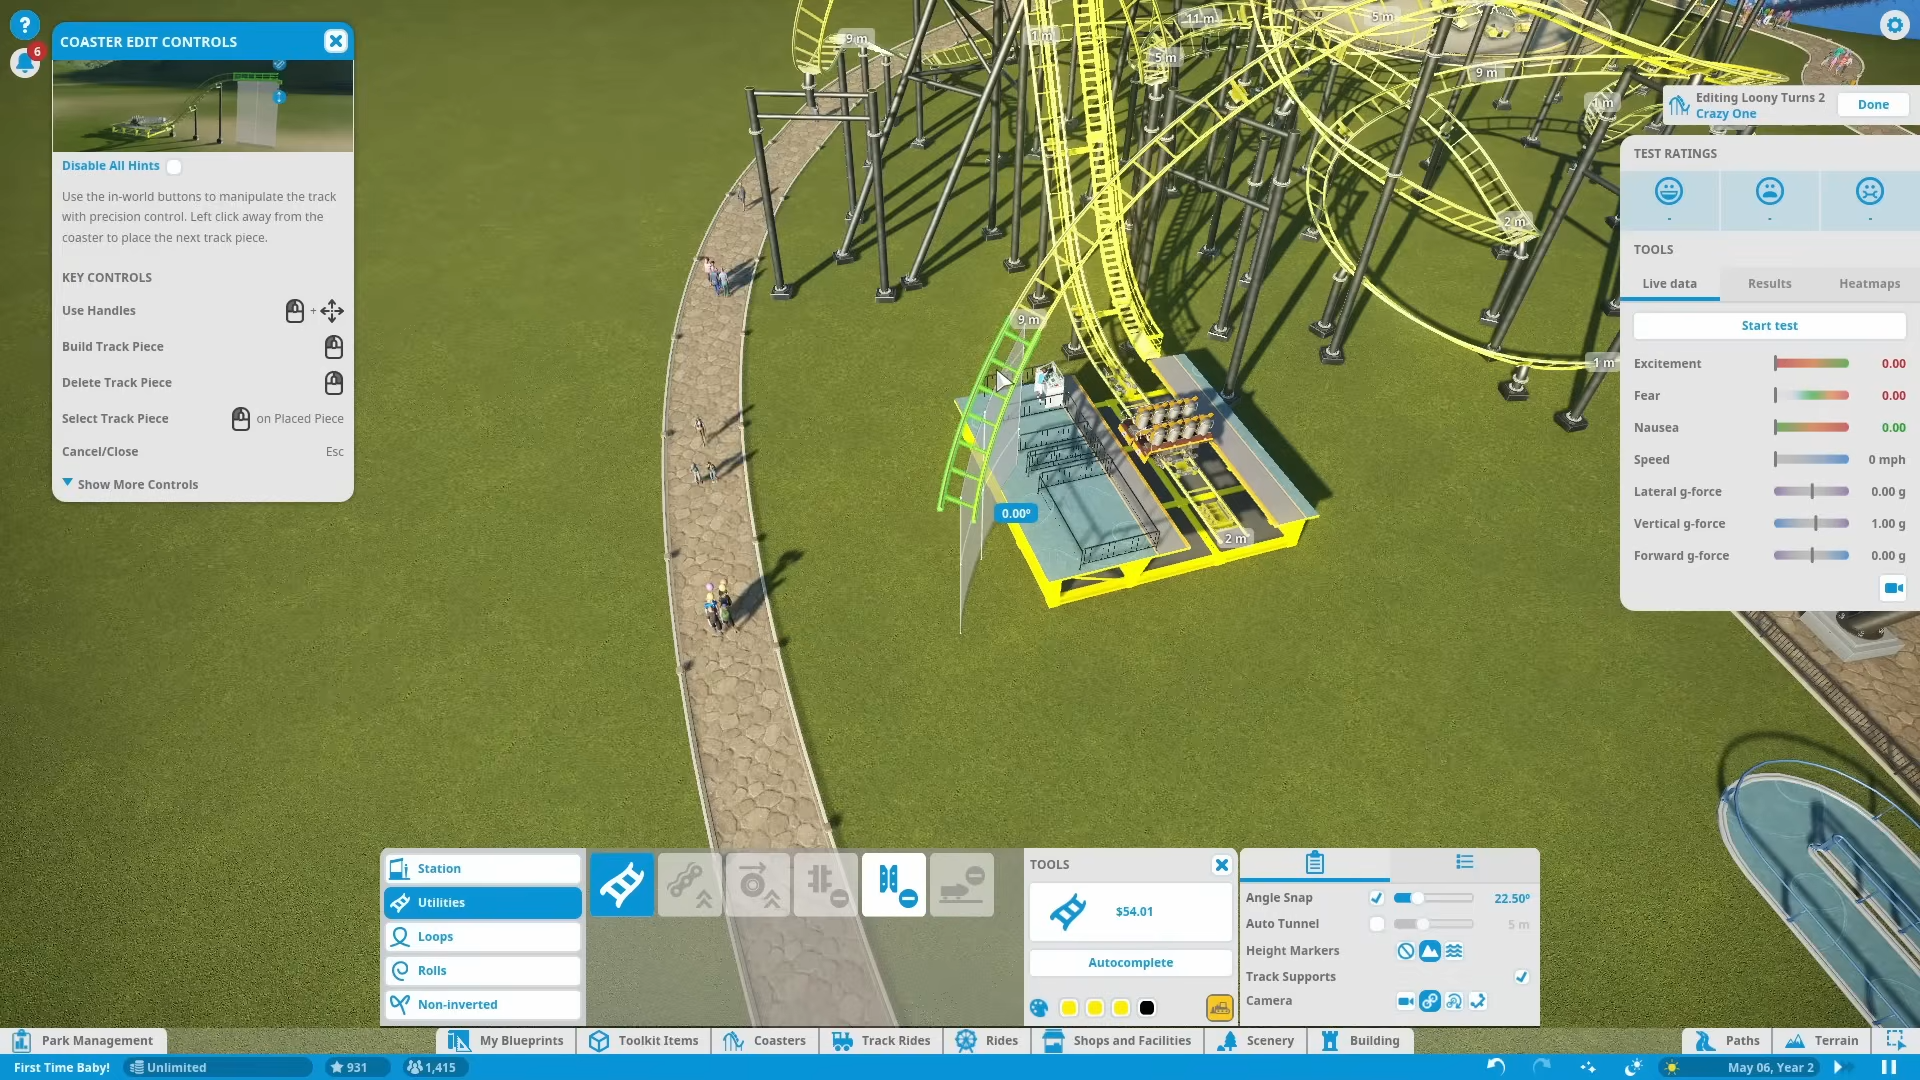 ?
6
COASTER EDIT CONTROLS
Disable All Hints
Use the in-world buttons to manipulate the track
with precision control. Left click away from the
coaster to place the next track piece.
KEY CONTROLS
Use Handles +
Build Track Piece
Delete Track Piece
Select Track Piece on Placed Piece
Cancel/Close Esc
Show More Controls
9 m
1 m
11 m
5 m
5 m
9 m
1 m
2 m
9 m
1 m
0.00°
2 m
Editing Loony Turns 2
Crazy One
Done
TEST RATINGS
- - -
TOOLS
Live data Results Heatmaps
Start test
Excitement 0.00
Fear 0.00
Nausea 0.00
Speed 0 mph
Lateral g-force 0.00 g
Vertical g-force 1.00 g
Forward g-force 0.00 g
Station
Utilities
Loops
Rolls
Non-inverted
TOOLS
$54.01
Autocomplete
Angle Snap 22.50°
Auto Tunnel 5 m
Height Markers
Track Supports
Camera
Park Management
My Blueprints
Toolkit Items
Coasters
Track Rides
Rides
Shops and Facilities
Scenery
Building
Paths
Terrain
First Time Baby!
Unlimited
931
1,415
May 06, Year 2